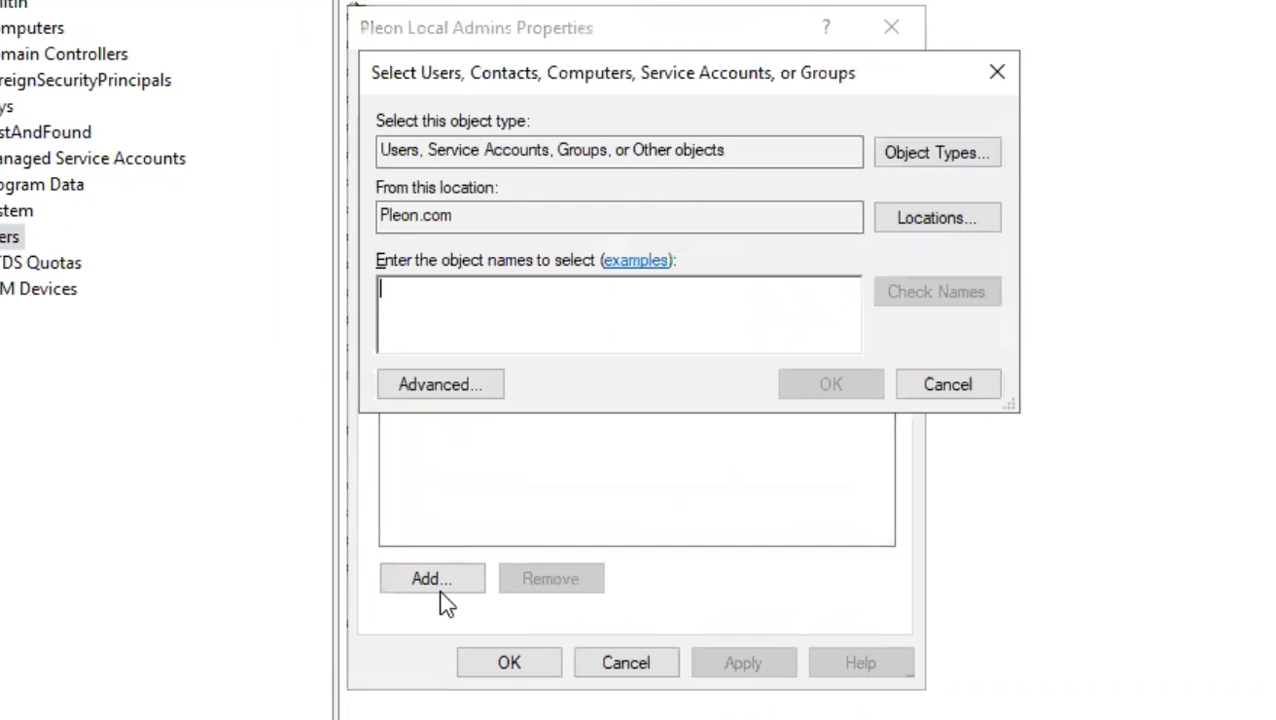 omputers
main Controllers
reignSecurityPrincipals
ys
stAndFound
anaged Service Accounts
ogram Data
stem
ers
TDS Quotas
M Devices
Pleon Local Admins Properties
?
Select Users, Contacts, Computers, Service Accounts, or Groups
Select this object type:
Users, Service Accounts, Groups, or Other objects
Object Types...
From this location:
Pleon.com
Locations...
Enter the object names to select (examples):
Check Names
Advanced...
OK
Cancel
Add...
Remove
OK
Cancel
Apply
Help